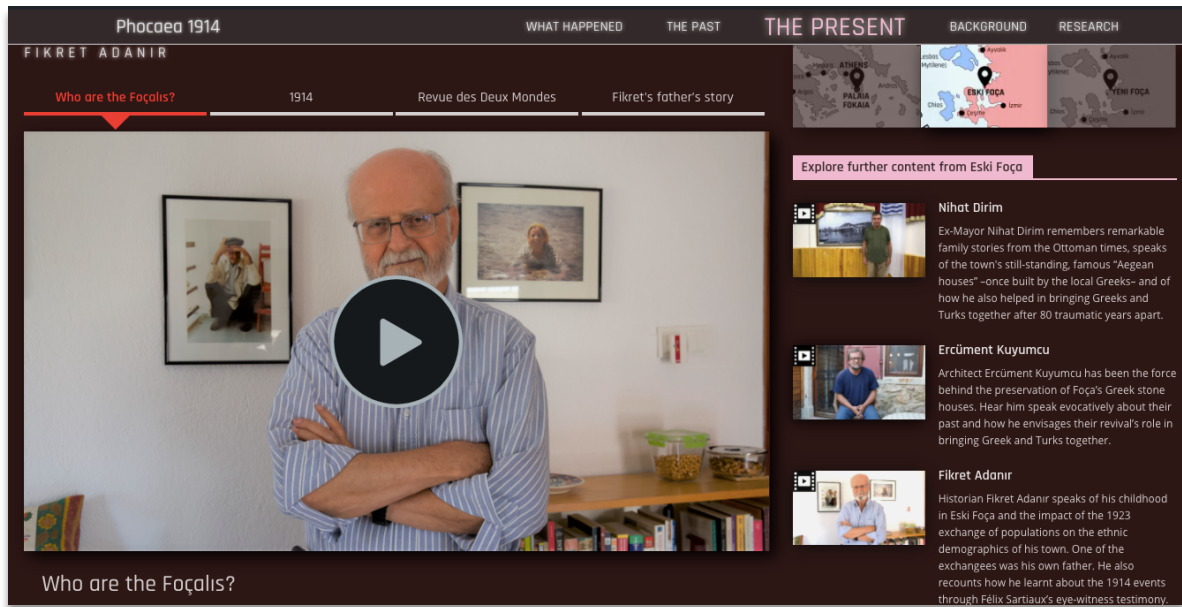 Phocaea 1914
WHAT HAPPENED
THE PAST
THE PRESENT
BACKGROUND
RESEARCH
FIKRET ADANIR
Who are the Foçalıs?
1914
Revue des Deux Mondes
Fikret's father's story
Who are the Foçalıs?
ATHENS
Andros
PALAIA
FOKAIA
Lesbos
Mytilene)
Ayvalık
ESKI FOÇA
Chios
Izmir
Çeşme
YENI FOÇA
Explore further content from Eski Foça
Nihat Dirim
Ex-Mayor Nihat Dirim remembers remarkable
family stories from the Ottoman times, speaks
of the town's still-standing, famous “Aegean
houses” –once built by the local Greeks– and of
how he also helped in bringing Greeks and
Turks together after 80 traumatic years apart.
Ercüment Kuyumcu
Architect Ercüment Kuyumcu has been the force
behind the preservation of Foça's Greek stone
houses. Hear him speak evocatively about their
past and how he envisages their revival's role in
bringing Greek and Turks together.
Fikret Adanır
Historian Fikret Adanır speaks of his childhood
in Eski Foça and the impact of the 1923
exchange of populations on the ethnic
demographics of his town. One of the
exchangees was his own father. He also
recounts how he learnt about the 1914 events
through Félix Sartiaux's eye-witness testimony.